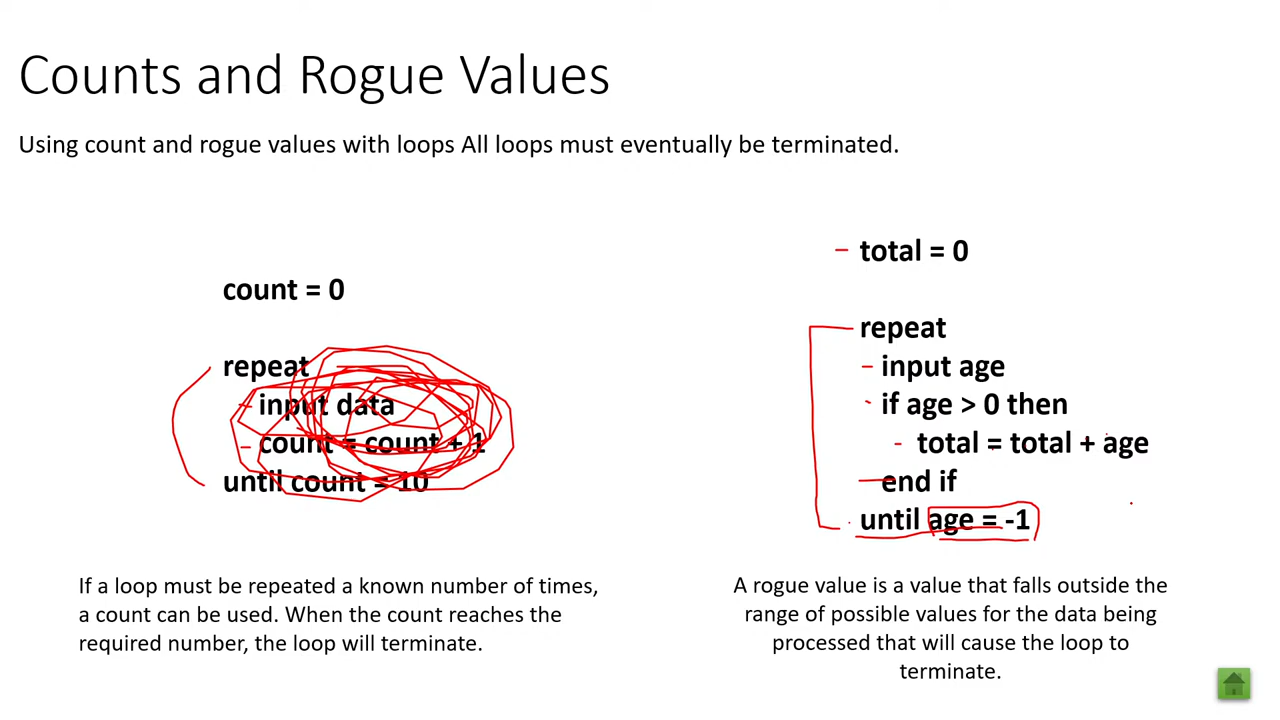 Counts and Rogue Values
Using count and rogue values with loops All loops must eventually be terminated.
count = 0
repeat
input data
count = count + 1
until count = 10
If a loop must be repeated a known number of times,
a count can be used. When the count reaches the
required number, the loop will terminate.
total = 0
repeat
input age
if age > 0 then
total = total + age
end if
until age = -1
A rogue value is a value that falls outside the
range of possible values for the data being
processed that will cause the loop to
terminate.